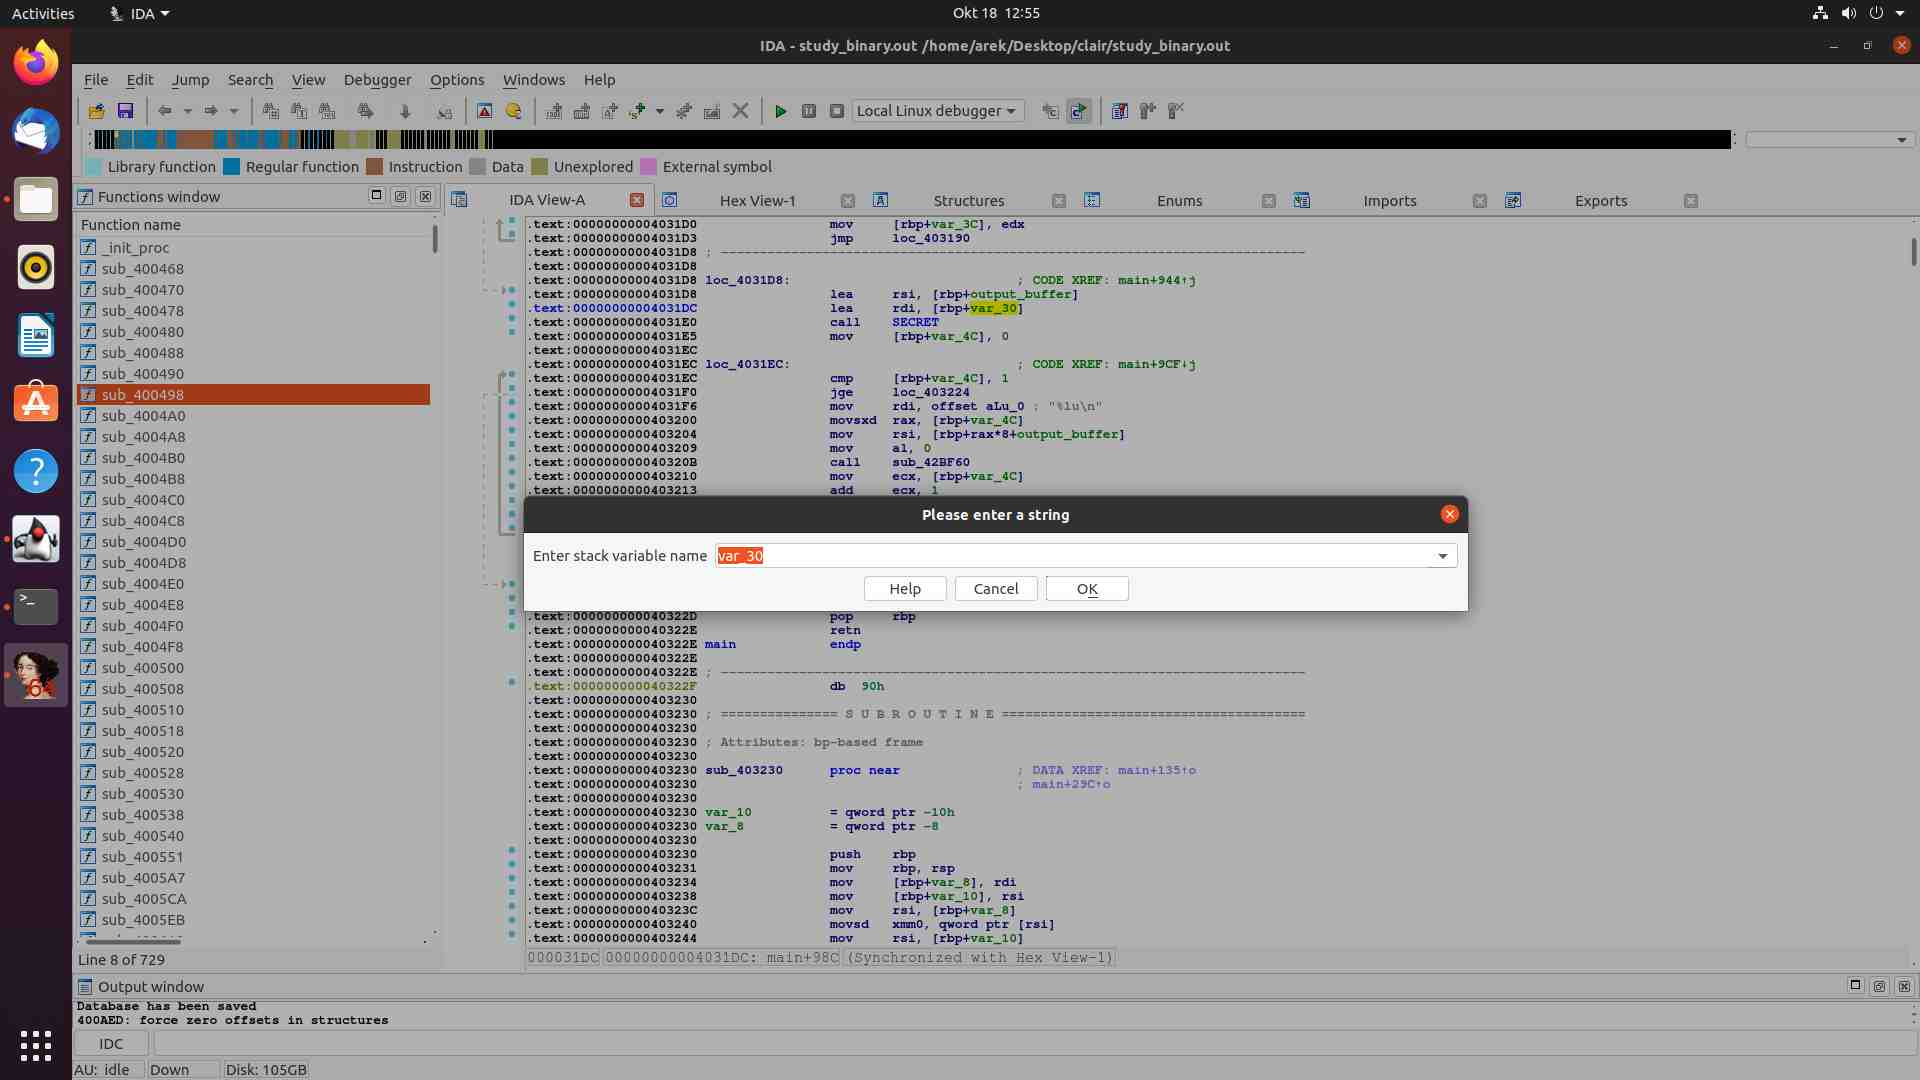 Activities
IDA
Okt 18 12:55
IDA - study_binary.out /home/arek/Desktop/clair/study_binary.out
File Edit Jump Search View Debugger Options Windows Help
Local Linux debugger
Library function Regular function Instruction Data Unexplored External symbol
Functions window
Function name
_init_proc
sub_400468
sub_400470
sub_400478
sub_400480
sub_400488
sub_400490
sub_400498
sub_4004A0
sub_4004A8
sub_4004B0
sub_4004B8
sub_4004C0
sub_4004C8
sub_4004D0
sub_4004D8
sub_4004E0
sub_4004E8
sub_4004F0
sub_4004F8
sub_400500
sub_400508
sub_400510
sub_400518
sub_400520
sub_400528
sub_400530
sub_400538
sub_400540
sub_400551
sub_4005A7
sub_4005CA
sub_4005EB
Line 8 of 729
IDA View-A Hex View-1 Structures Enums Imports Exports
.text:00000000004031D0 mov [rbp+var_3C], edx
.text:00000000004031D3 jmp loc_403190
.text:00000000004031D8 ; ---------------------------------------------------------------------------
.text:00000000004031D8
.text:00000000004031D8 loc_4031D8: ; CODE XREF: main+944↑j
.text:00000000004031D8 lea rsi, [rbp+output_buffer]
.text:00000000004031DC lea rdi, [rbp+var_30]
.text:00000000004031E0 call SECRET
.text:00000000004031E5 mov [rbp+var_4C], 0
.text:00000000004031EC
.text:00000000004031EC loc_4031EC: ; CODE XREF: main+9CF↓j
.text:00000000004031EC cmp [rbp+var_4C], 1
.text:00000000004031F0 jge loc_403224
.text:00000000004031F6 mov rdi, offset aLu_0 ; "%lu\n"
.text:0000000000403200 movsxd rax, [rbp+var_4C]
.text:0000000000403204 mov rsi, [rbp+rax*8+output_buffer]
.text:0000000000403209 mov al, 0
.text:000000000040320B call sub_42BF60
.text:0000000000403210 mov ecx, [rbp+var_4C]
.text:0000000000403213 add ecx, 1
Please enter a string
Enter stack variable name var_30
Help Cancel OK
.text:000000000040322D pop rbp
.text:000000000040322E retn
.text:000000000040322E main endp
.text:000000000040322E
.text:000000000040322E ; ---------------------------------------------------------------------------
.text:000000000040322F db 90h
.text:0000000000403230
.text:0000000000403230 ; =============== S U B R O U T I N E =======================================
.text:0000000000403230
.text:0000000000403230 ; Attributes: bp-based frame
.text:0000000000403230
.text:0000000000403230 sub_403230 proc near ; DATA XREF: main+135↑o
.text:0000000000403230 ; main+29C↑o
.text:0000000000403230
.text:0000000000403230 var_10 = qword ptr -10h
.text:0000000000403230 var_8 = qword ptr -8
.text:0000000000403230
.text:0000000000403230 push rbp
.text:0000000000403231 mov rbp, rsp
.text:0000000000403234 mov [rbp+var_8], rdi
.text:0000000000403238 mov [rbp+var_10], rsi
.text:000000000040323C mov rsi, [rbp+var_8]
.text:0000000000403240 movsd xmm0, qword ptr [rsi]
.text:0000000000403244 mov rsi, [rbp+var_10]
000031DC 00000000004031DC: main+98C (Synchronized with Hex View-1)
Output window
Database has been saved
400AED: force zero offsets in structures
IDC
AU: idle Down Disk: 105GB